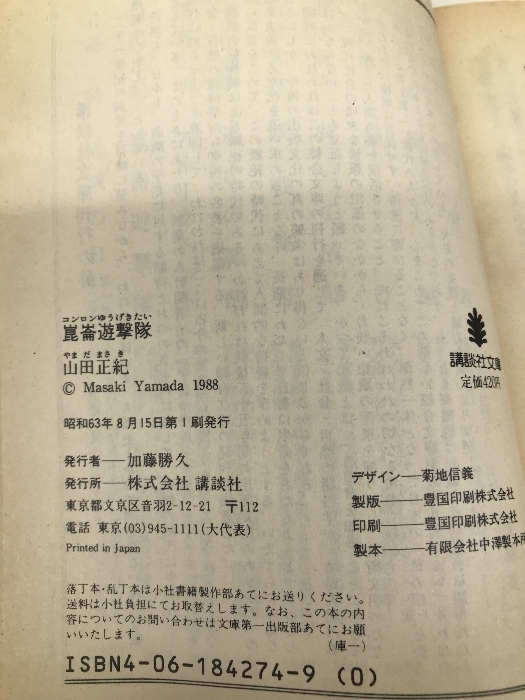 コンロンゆうげきたい
崑崙遊撃隊
やまだまさき
山田正紀
© Masaki Yamada 1988
講談社文庫
定価420円
昭和63年8月15日第1刷発行
発行者――加藤勝久
発行所――株式会社 講談社
東京都文京区音羽2-12-21 〒112
電話 東京(03)945-1111(大代表)
Printed in Japan
デザイン――菊地信義
製版――――豊国印刷株式会社
印刷――――豊国印刷株式会社
製本――――有限会社中澤製本所
落丁本・乱丁本は小社書籍製作部あてにお送りください。
送料は小社負担にてお取替えします。なお、この本の内
容についてのお問い合わせは文庫第一出版部あてにお願
いいたします。
(庫一)
ISBN4-06-184274-9 (0)